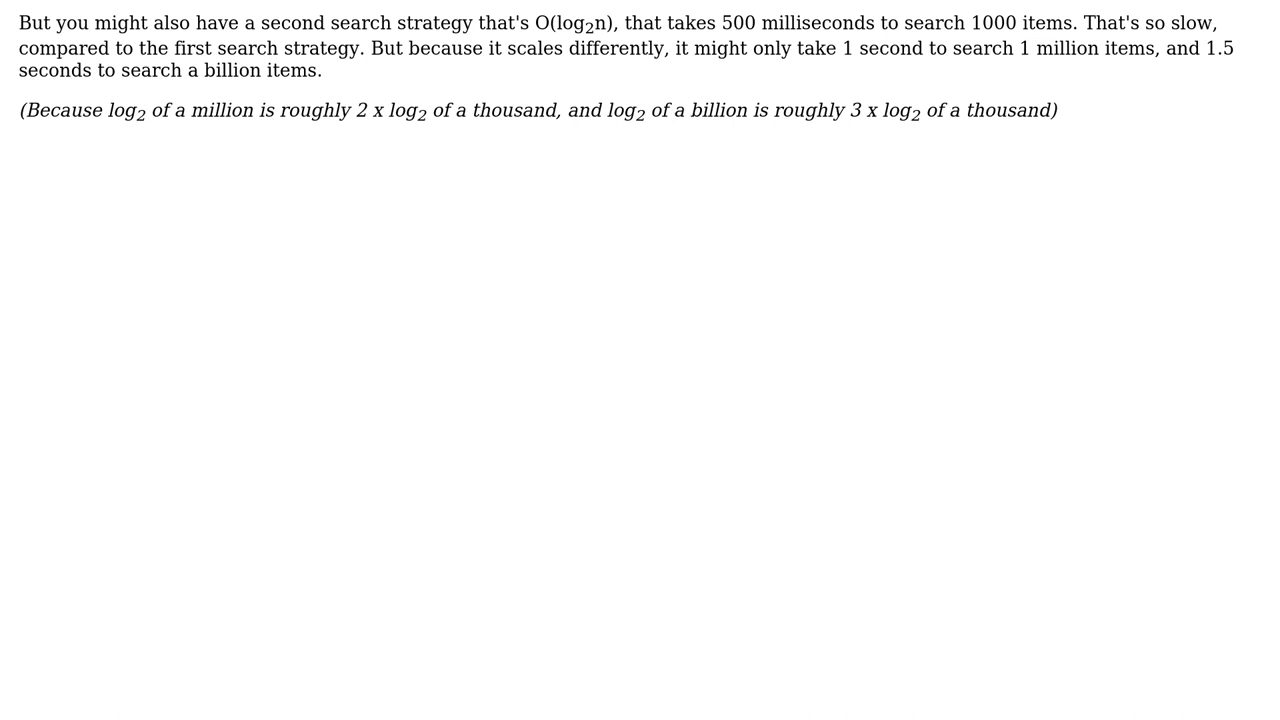 But you might also have a second search strategy that's O(log₂n), that takes 500 milliseconds to search 1000 items. That's so slow,
compared to the first search strategy. But because it scales differently, it might only take 1 second to search 1 million items, and 1.5
seconds to search a billion items.
(Because log₂ of a million is roughly 2 x log₂ of a thousand, and log₂ of a billion is roughly 3 x log₂ of a thousand)